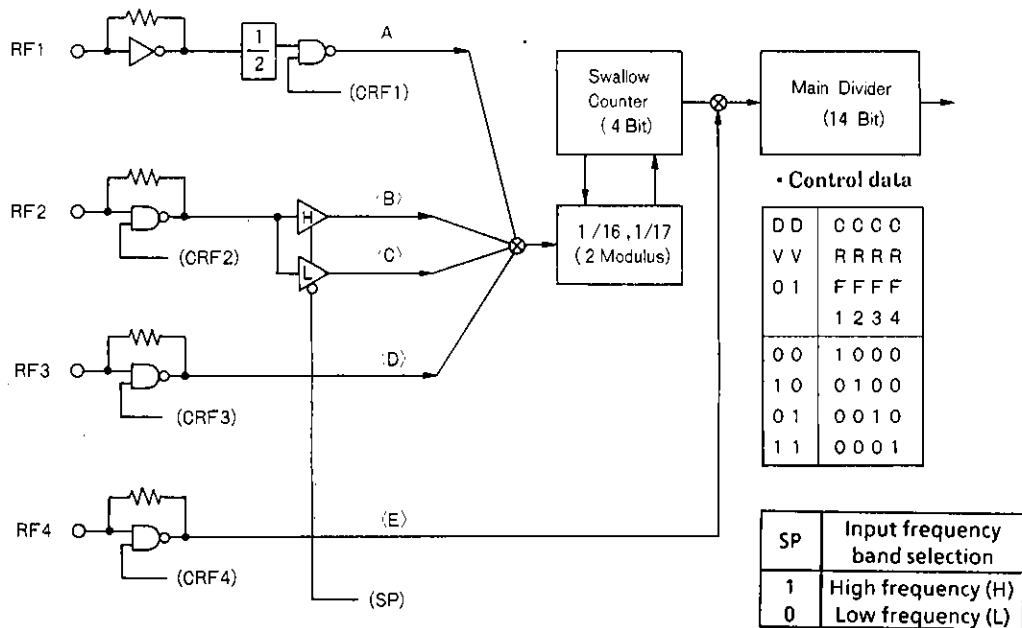 RF1
1
2
A
(CRF1)
RF2
(CRF2)
H
L
(B)
(C)
(SP)
RF3
(CRF3)
(D)
RF4
(CRF4)
(E)
Swallow
Counter
(4 Bit)
1/16, 1/17
(2 Modulus)
Main Divider
(14 Bit)
• Control data
D D C C C C
V V R R R R
0 1 F F F F
1 2 3 4
0 0 1 0 0 0
1 0 0 1 0 0
0 1 0 0 1 0
1 1 0 0 0 1
SP Input frequency
band selection
1 High frequency (H)
0 Low frequency (L)